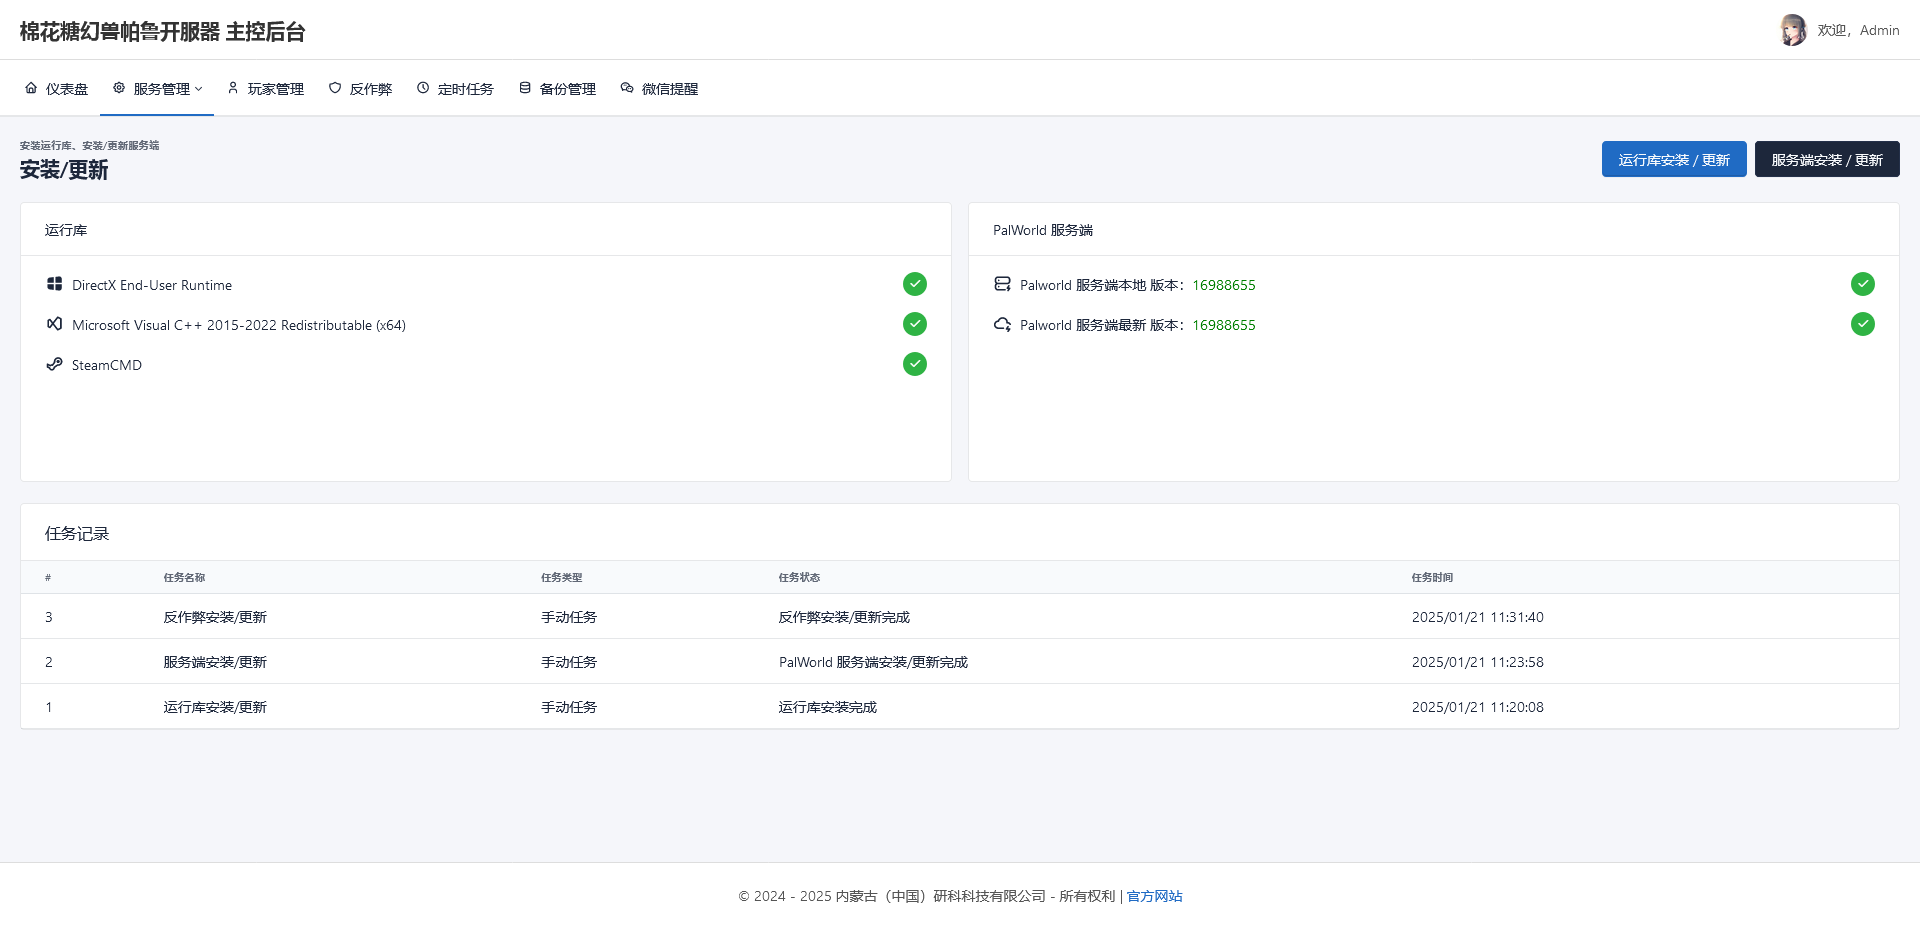 棉花糖幻兽帕鲁开服器 主控后台
欢迎，Admin
仪表盘 服务管理 玩家管理 反作弊 定时任务 备份管理 微信提醒
安装运行库、安装/更新服务端
安装/更新
运行库安装 / 更新 服务端安装 / 更新
运行库
DirectX End-User Runtime
Microsoft Visual C++ 2015-2022 Redistributable (x64)
SteamCMD
PalWorld 服务端
Palworld 服务端本地 版本：16988655
Palworld 服务端最新 版本：16988655
任务记录
# 任务名称 任务类型 任务状态 任务时间
3 反作弊安装/更新 手动任务 反作弊安装/更新完成 2025/01/21 11:31:40
2 服务端安装/更新 手动任务 PalWorld 服务端安装/更新完成 2025/01/21 11:23:58
1 运行库安装/更新 手动任务 运行库安装完成 2025/01/21 11:20:08
© 2024 - 2025 内蒙古（中国）研科科技有限公司 - 所有权利 | 官方网站